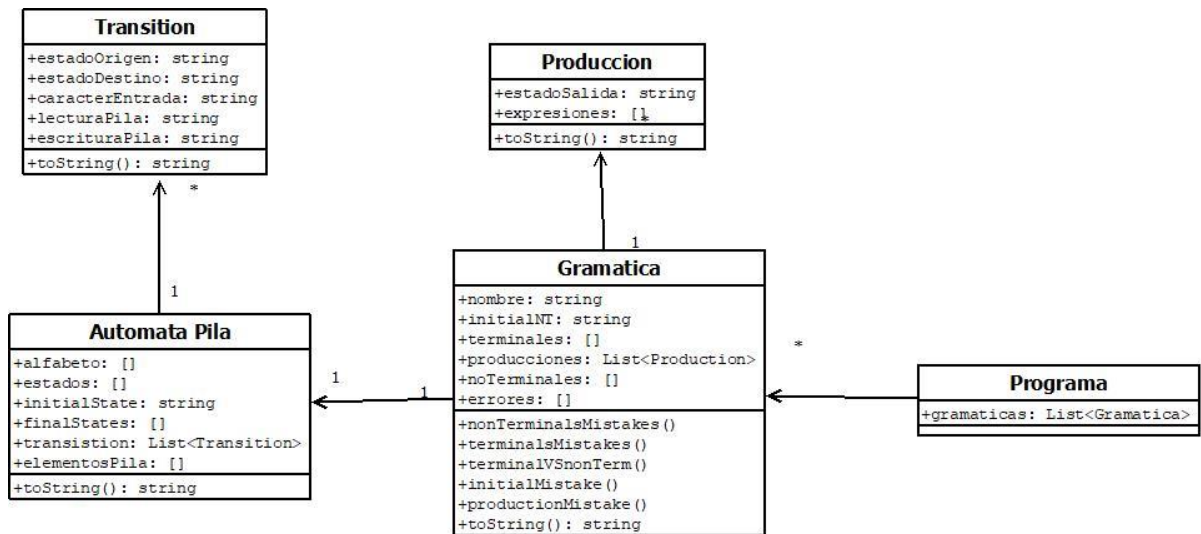 Transition
+estadoOrigen: string
+estadoDestino: string
+caracterEntrada: string
+lecturaPila: string
+escrituraPila: string
+toString(): string
*
1
Produccion
+estadoSalida: string
+expresiones: []
*
+toString(): string
1
Automata Pila
+alfabeto: []
+estados: []
+initialState: string
+finalStates: []
+transistion: List<Transition>
+elementosPila: []
+toString(): string
1
1
Gramatica
+nombre: string
+initialNT: string
+terminales: []
+producciones: List<Production>
+noTerminales: []
+errores: []
+nonTerminalsMistakes()
+terminalsMistakes()
+terminalVSnonTerm()
+initialMistake()
+productionMistake()
+toString(): string
*
Programa
+gramaticas: List<Gramatica>